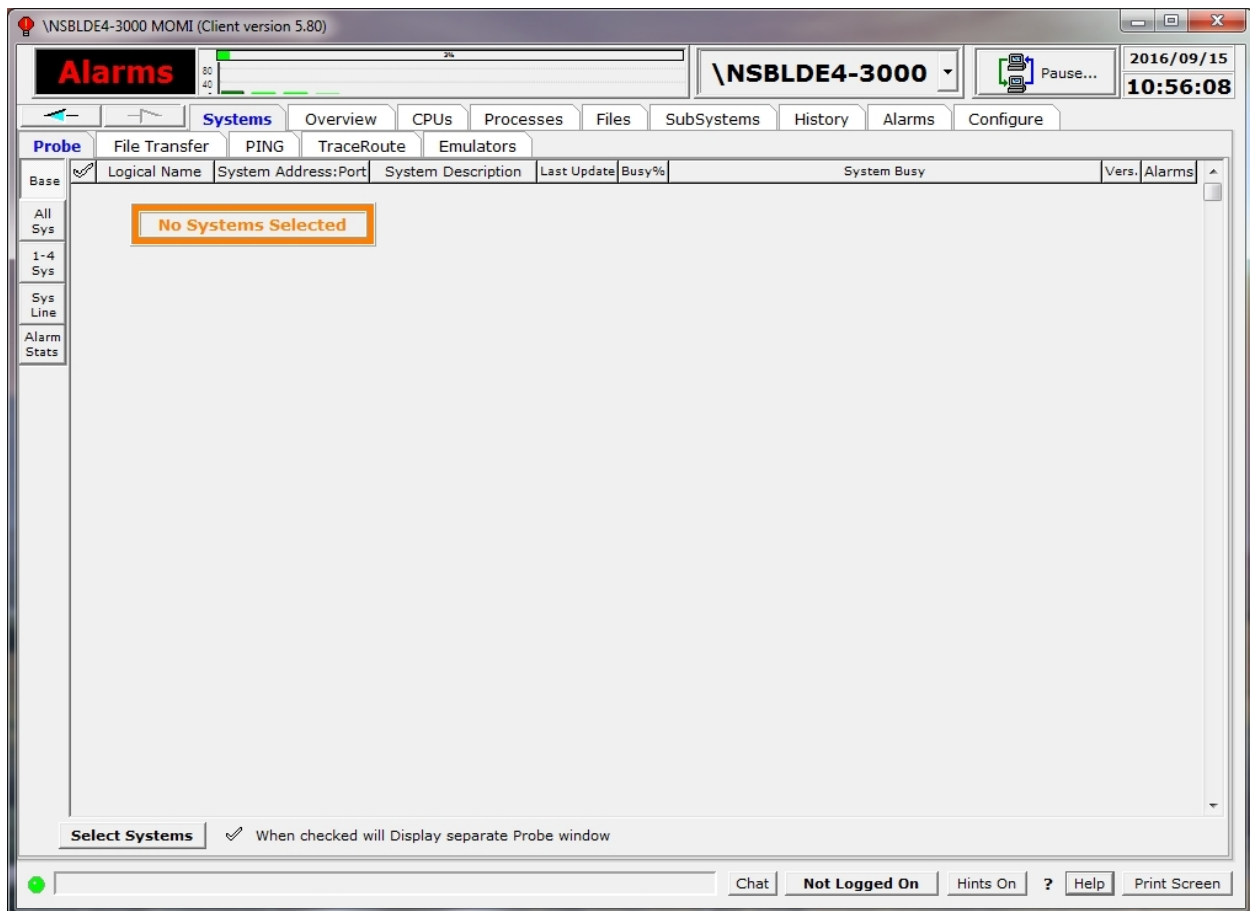 \NSBLDE4-3000 MOMI (Client version 5.80)
Alarms
80
40
3%
\NSBLDE4-3000
Pause...
2016/09/15
10:56:08
Systems Overview CPUs Processes Files SubSystems History Alarms Configure
Probe File Transfer PING TraceRoute Emulators
Base
Logical Name System Address:Port System Description Last Update Busy% System Busy Vers. Alarms
All
Sys
No Systems Selected
1-4
Sys
Sys
Line
Alarm
Stats
Select Systems When checked will Display separate Probe window
Chat Not Logged On Hints On ? Help Print Screen